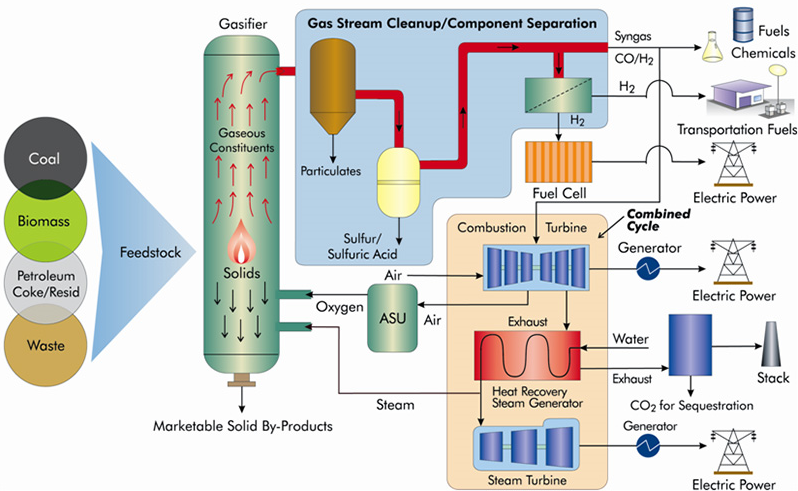 Gasifier
Gas Stream Cleanup/Component Separation
Fuels
Chemicals
Syngas
CO/H2
H2
Transportation Fuels
Gaseous
Constituents
Particulates
H2
Fuel Cell
Electric Power
Coal
Biomass
Petroleum
Coke/Resid
Waste
Feedstock
Sulfur/
Sulfuric Acid
Combustion Turbine
Combined
Cycle
Generator
Electric Power
Solids
Air
Oxygen
ASU
Air
Exhaust
Water
Heat Recovery
Steam Generator
Exhaust
Stack
CO2 for Sequestration
Steam
Marketable Solid By-Products
Generator
Steam Turbine
Electric Power